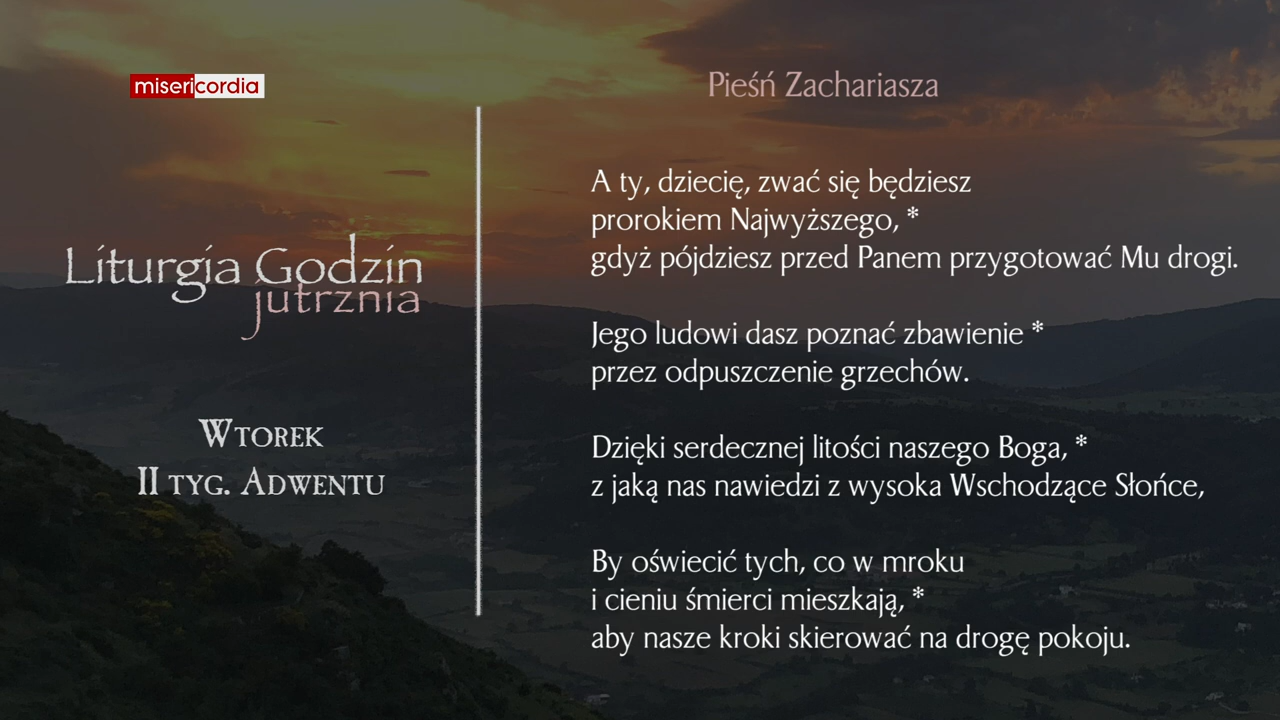 misericordia
Liturgia Godzin
jutrznia
Wtorek
II tyg. Adwentu
Pieśń Zachariasza
A ty, dziecię, zwać się będziesz
prorokiem Najwyższego, *
gdyż pójdziesz przed Panem przygotować Mu drogi.
Jego ludowi dasz poznać zbawienie *
przez odpuszczenie grzechów.
Dzięki serdecznej litości naszego Boga, *
z jaką nas nawiedzi z wysoka Wschodzące Słońce,
By oświecić tych, co w mroku
i cieniu śmierci mieszkają, *
aby nasze kroki skierować na drogę pokoju.